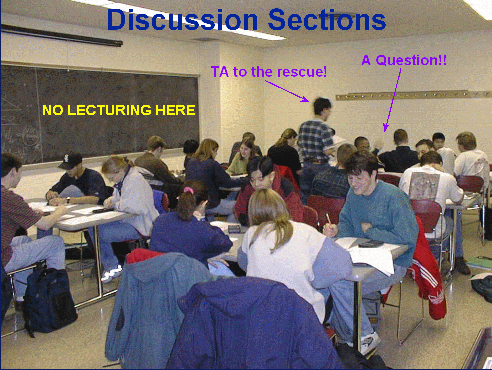 Discussion Sections
TA to the rescue!
A Question!!
NO LECTURING HERE